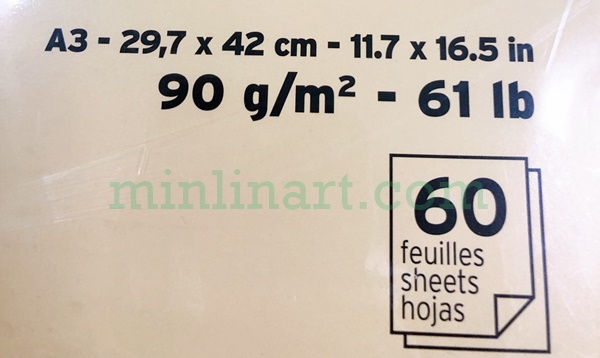 A3 - 29,7 x 42 cm - 11.7 x 16.5 in
90 g/m² - 61 lb
minlinart.com
60
feuilles
sheets
hojas